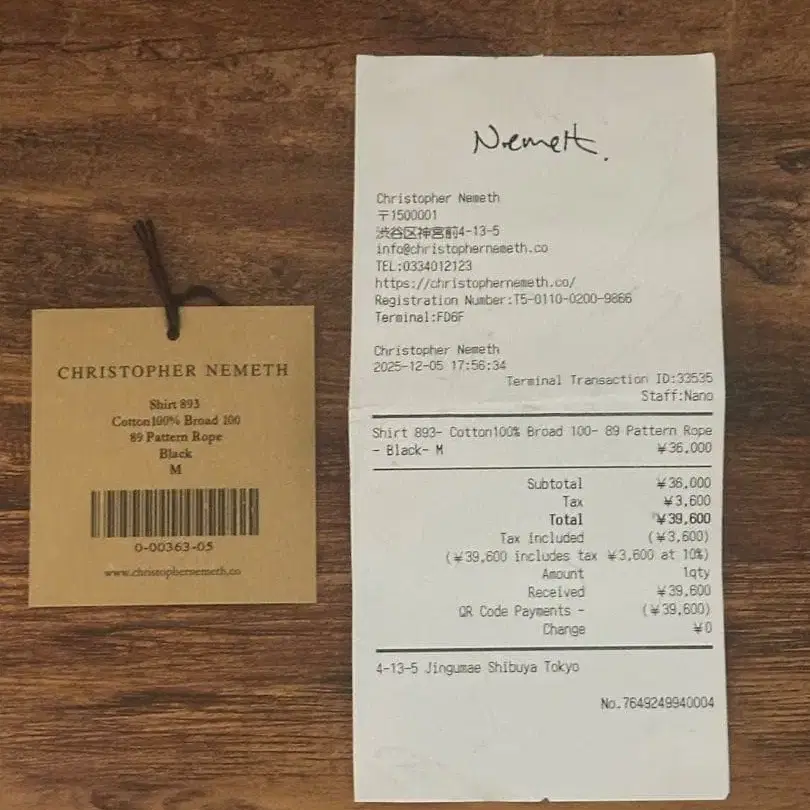 CHRISTOPHER NEMETH
Shirt 893
Cotton100% Broad 100
89 Pattern Rope
Black
M
0-00363-05
www.christophernemeth.co
Nemeth.
Christopher Nemeth
〒1500001
渋谷区神宮前4-13-5
info@christophernemeth.co
TEL:0334012123
https://christophernemeth.co/
Registration Number:T5-0110-0200-9866
Terminal:FD6F
Christopher Nemeth
2025-12-05 17:56:34
Terminal Transaction ID:33535
Staff:Nano
Shirt 893- Cotton100% Broad 100- 89 Pattern Rope
- Black- M ¥36,000
Subtotal ¥36,000
Tax ¥3,600
Total ¥39,600
Tax included (¥3,600)
(¥39,600 includes tax ¥3,600 at 10%)
Amount 1qty
Received ¥39,600
QR Code Payments - (¥39,600)
Change ¥0
4-13-5 Jingumae Shibuya Tokyo
No.7649249940004